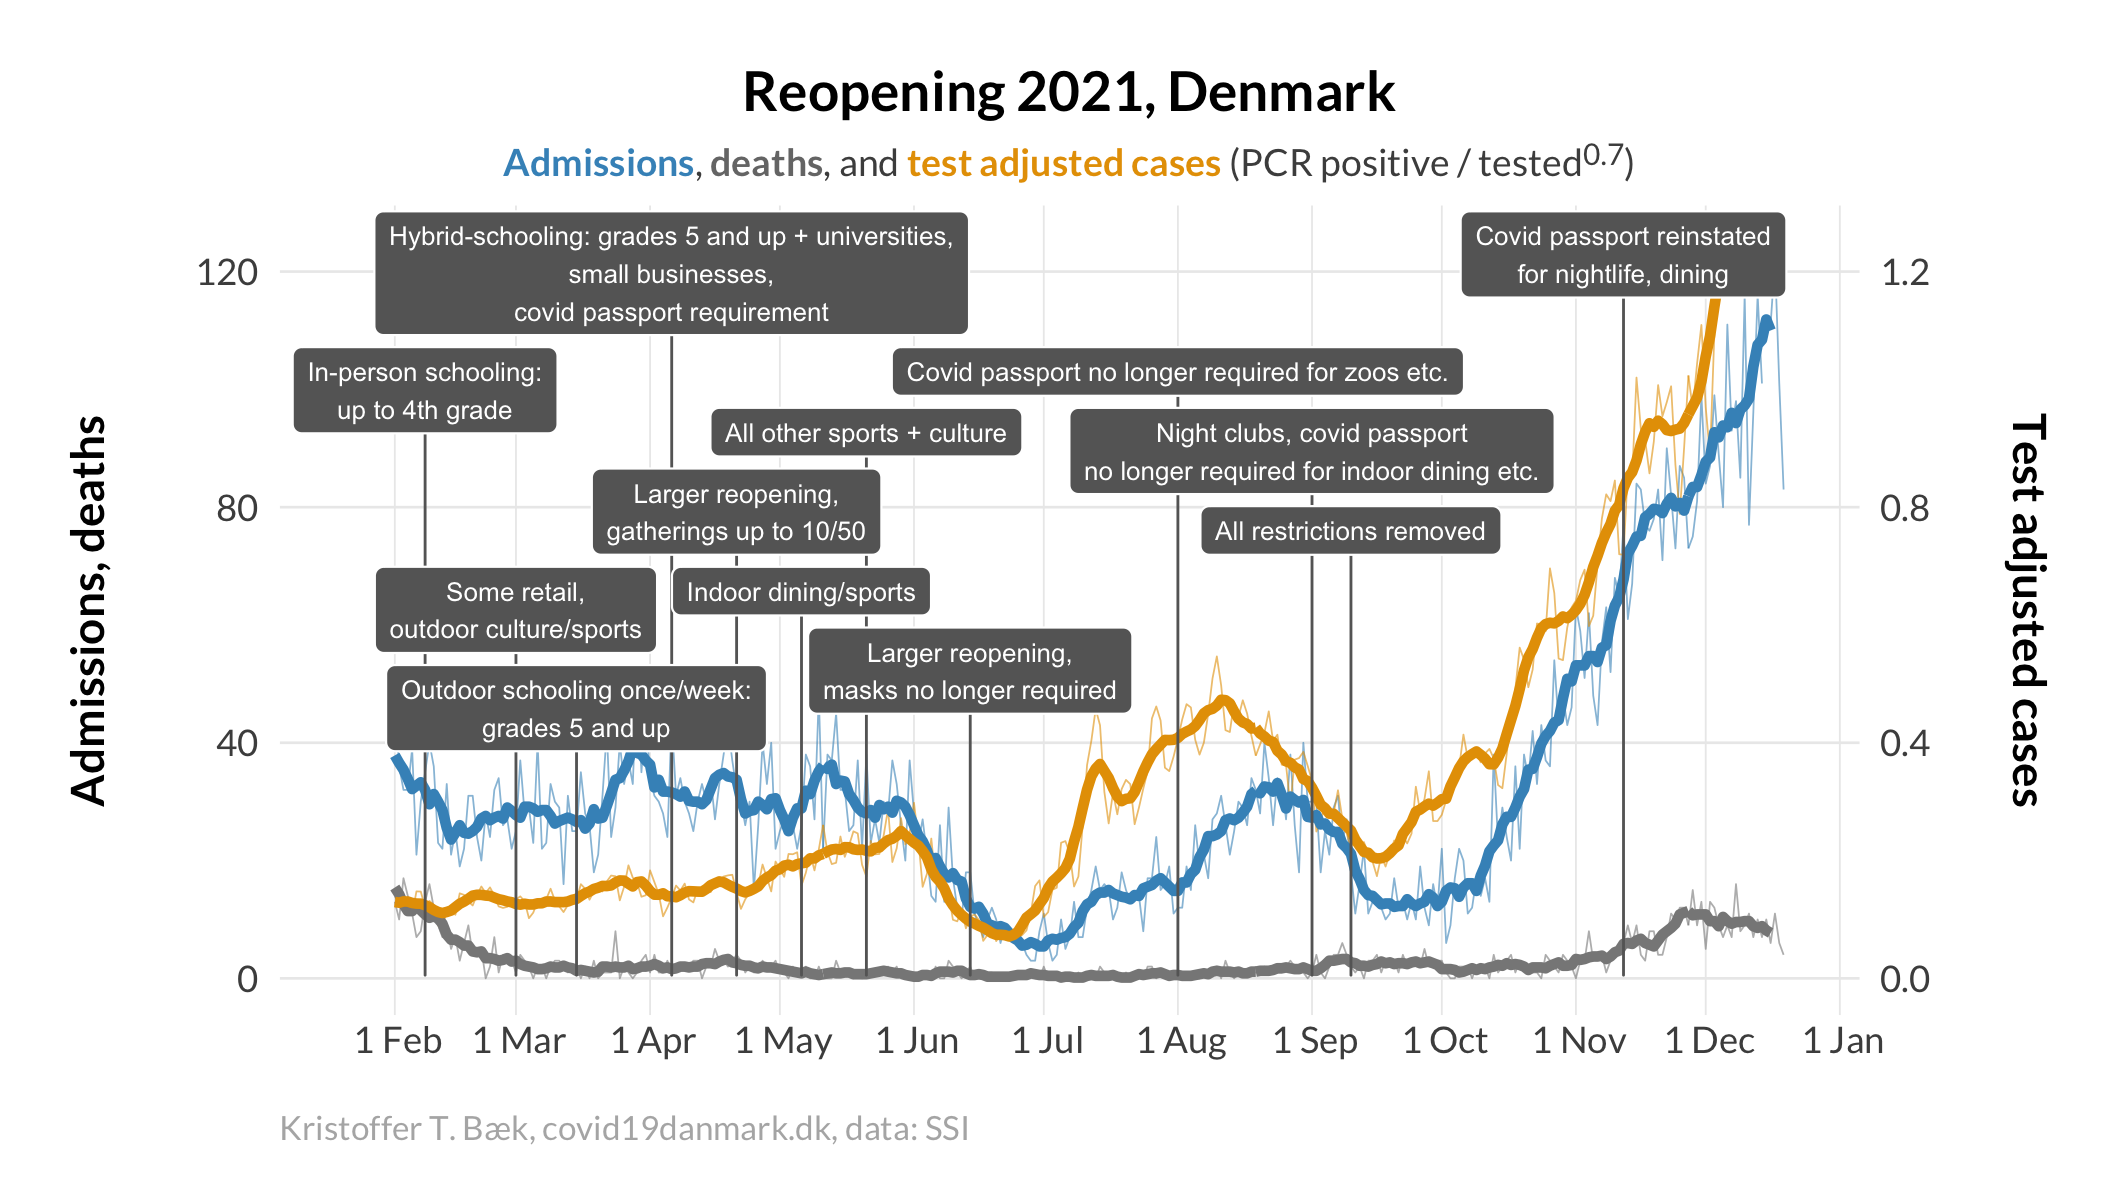 Reopening 2021, Denmark
Admissions, deaths, and test adjusted cases (PCR positive / tested^0.7)
Hybrid-schooling: grades 5 and up + universities,
small businesses,
covid passport requirement
Covid passport reinstated
for nightlife, dining
In-person schooling:
up to 4th grade
Covid passport no longer required for zoos etc.
All other sports + culture
Night clubs, covid passport
no longer required for indoor dining etc.
Larger reopening,
gatherings up to 10/50
All restrictions removed
Some retail,
outdoor culture/sports
Indoor dining/sports
Larger reopening,
masks no longer required
Outdoor schooling once/week:
grades 5 and up
Admissions, deaths
120
80
40
0
Test adjusted cases
1.2
0.8
0.4
0.0
1 Feb 1 Mar 1 Apr 1 May 1 Jun 1 Jul 1 Aug 1 Sep 1 Oct 1 Nov 1 Dec 1 Jan
Kristoffer T. Bæk, covid19danmark.dk, data: SSI